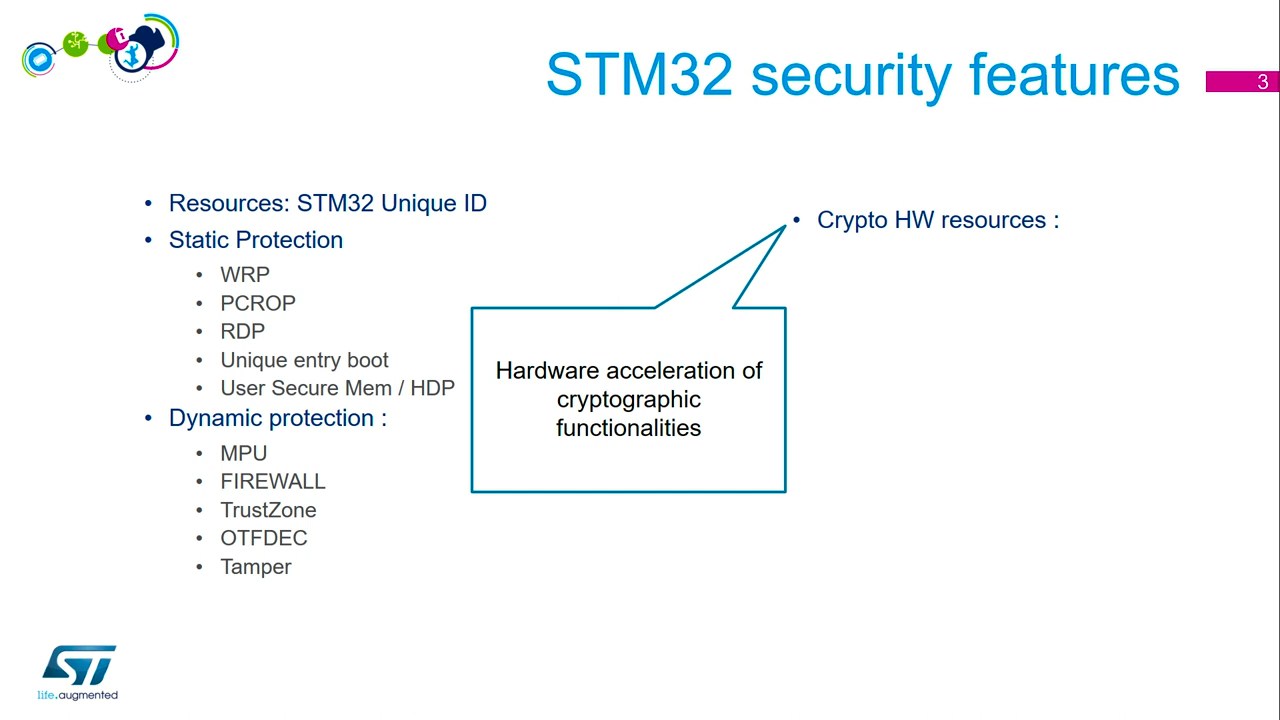 STM32 security features
3
• Resources: STM32 Unique ID
• Static Protection
• WRP
• PCROP
• RDP
• Unique entry boot
• User Secure Mem / HDP
• Dynamic protection :
• MPU
• FIREWALL
• TrustZone
• OTFDEC
• Tamper
• Crypto HW resources :
Hardware acceleration of
cryptographic
functionalities
ST
life.augmented